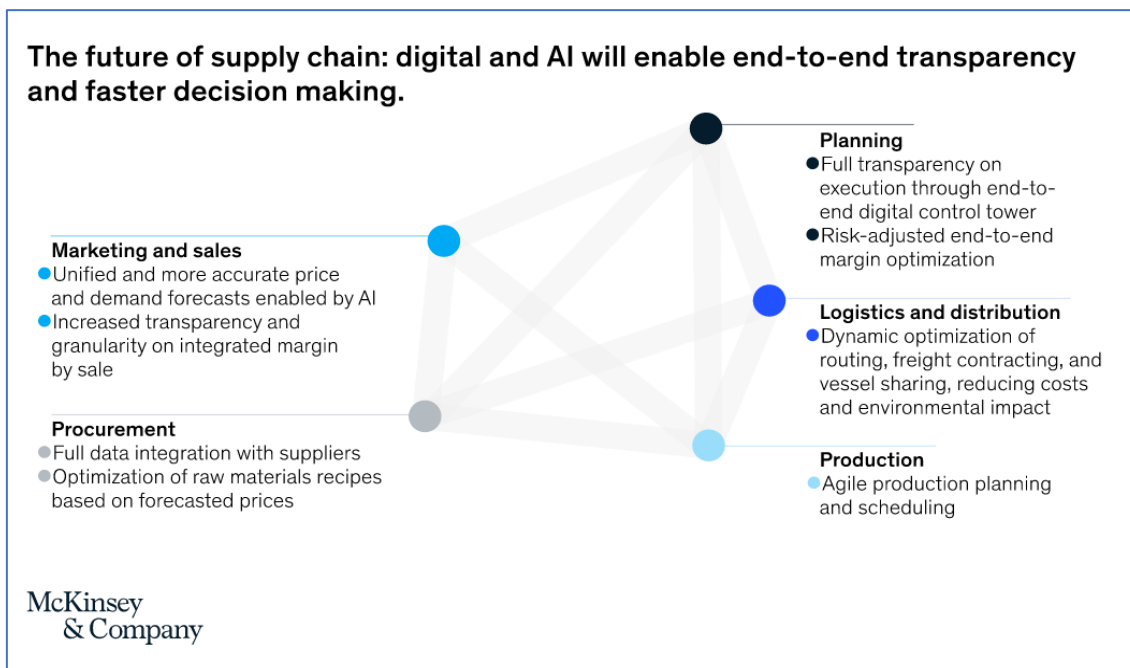 The future of supply chain: digital and AI will enable end-to-end transparency
and faster decision making.
Marketing and sales
Unified and more accurate price
and demand forecasts enabled by AI
Increased transparency and
granularity on integrated margin
by sale
Procurement
Full data integration with suppliers
Optimization of raw materials recipes
based on forecasted prices
Planning
Full transparency on
execution through end-to-
end digital control tower
Risk-adjusted end-to-end
margin optimization
Logistics and distribution
Dynamic optimization of
routing, freight contracting, and
vessel sharing, reducing costs
and environmental impact
Production
Agile production planning
and scheduling
McKinsey
& Company